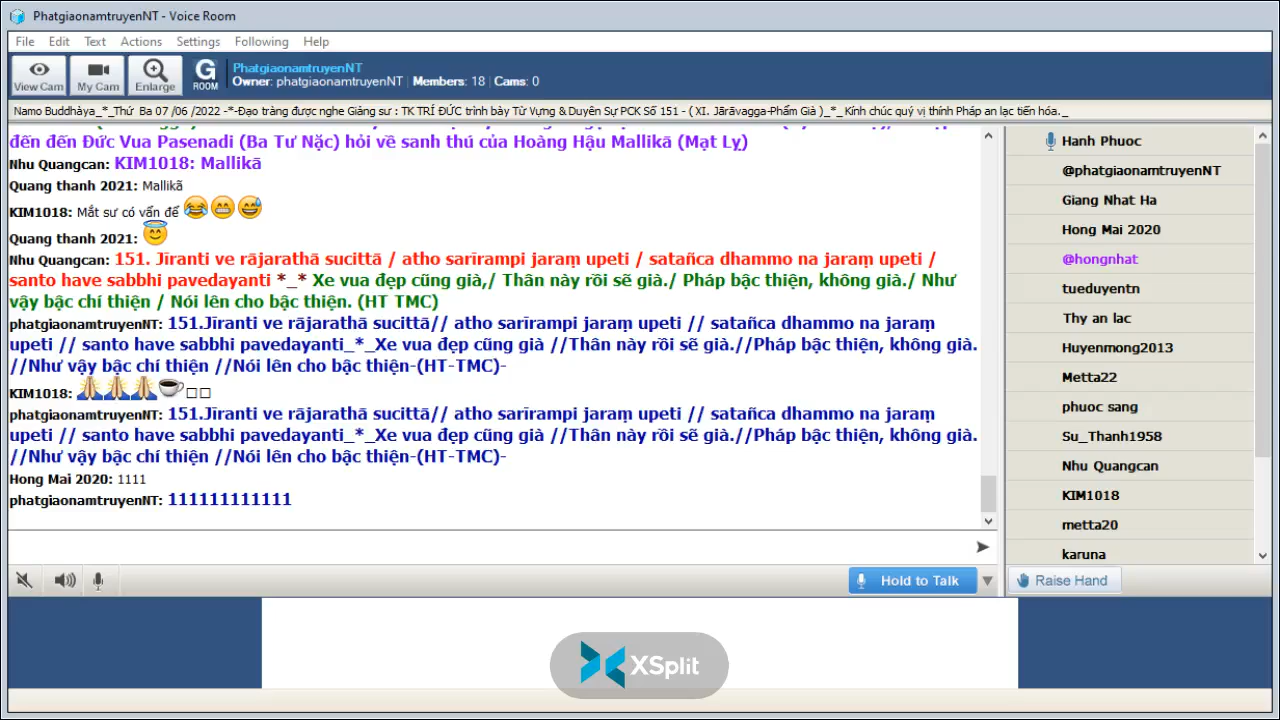 PhatgiaonamtruyenNT - Voice Room
File Edit Text Actions Settings Following Help
View Cam My Cam Enlarge G ROOM
PhatgiaonamtruyenNT
Owner: phatgiaonamtruyenNT | Members: 18 | Cams: 0
Namo Buddhàya_*_Thứ Ba 07 /06 /2022 -*-Đạo tràng được nghe Giảng sư : TK TRÍ ĐỨC trình bày Từ Vựng & Duyên Sự PCK Số 151 - ( XI. Jārāvagga-Phẩm Già )_*_ Kính chúc quý vị thính Pháp an lạc tiến hóa._
đến đến Đức Vua Pasenadi (Ba Tư Nặc) hỏi về sanh thú của Hoàng Hậu Mallikā (Mạt Lỵ)
Nhu Quangcan: KIM1018: Mallikā
Quang thanh 2021: Mallikã
KIM1018: Mắt sư có vấn để
Quang thanh 2021:
Nhu Quangcan: 151. Jīranti ve rājarathā sucittā / atho sarīrampi jaraṃ upeti / satañca dhammo na jaraṃ upeti /
santo have sabbhi pavedayanti *_* Xe vua đẹp cũng già,/ Thân này rồi sẽ già./ Pháp bậc thiện, không già./ Như
vậy bậc chí thiện / Nói lên cho bậc thiện. (HT TMC)
phatgiaonamtruyenNT: 151.Jīranti ve rājarathā sucittā// atho sarīrampi jaraṃ upeti // satañca dhammo na jaraṃ
upeti // santo have sabbhi pavedayanti_*_Xe vua đẹp cũng già //Thân này rồi sẽ già.//Pháp bậc thiện, không già.
//Như vậy bậc chí thiện //Nói lên cho bậc thiện-(HT-TMC)-
KIM1018:
phatgiaonamtruyenNT: 151.Jīranti ve rājarathā sucittā// atho sarīrampi jaraṃ upeti // satañca dhammo na jaraṃ
upeti // santo have sabbhi pavedayanti_*_Xe vua đẹp cũng già //Thân này rồi sẽ già.//Pháp bậc thiện, không già.
//Như vậy bậc chí thiện //Nói lên cho bậc thiện-(HT-TMC)-
Hong Mai 2020: 1111
phatgiaonamtruyenNT: 111111111111
Hanh Phuoc
@phatgiaonamtruyenNT
Giang Nhat Ha
Hong Mai 2020
@hongnhat
tueduyentn
Thy an lac
Huyenmong2013
Metta22
phuoc sang
Su_Thanh1958
Nhu Quangcan
KIM1018
metta20
karuna
Hold to Talk
Raise Hand
XSplit